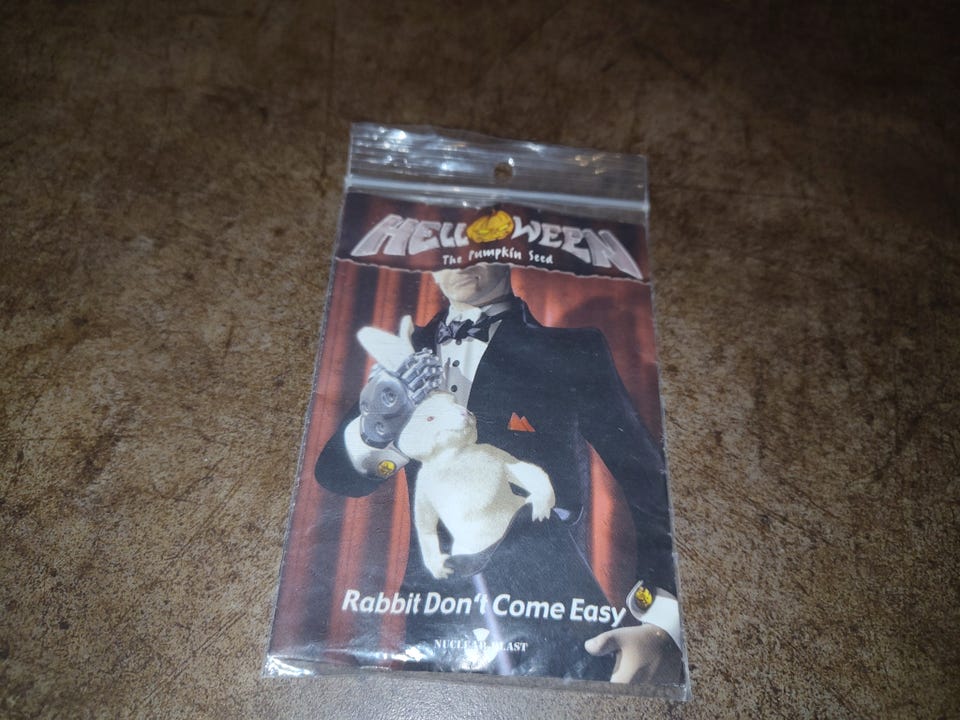 HELLOWEEN
The Pumpkin Seed
Rabbit Don't Come Easy
NUCLEAR BLAST